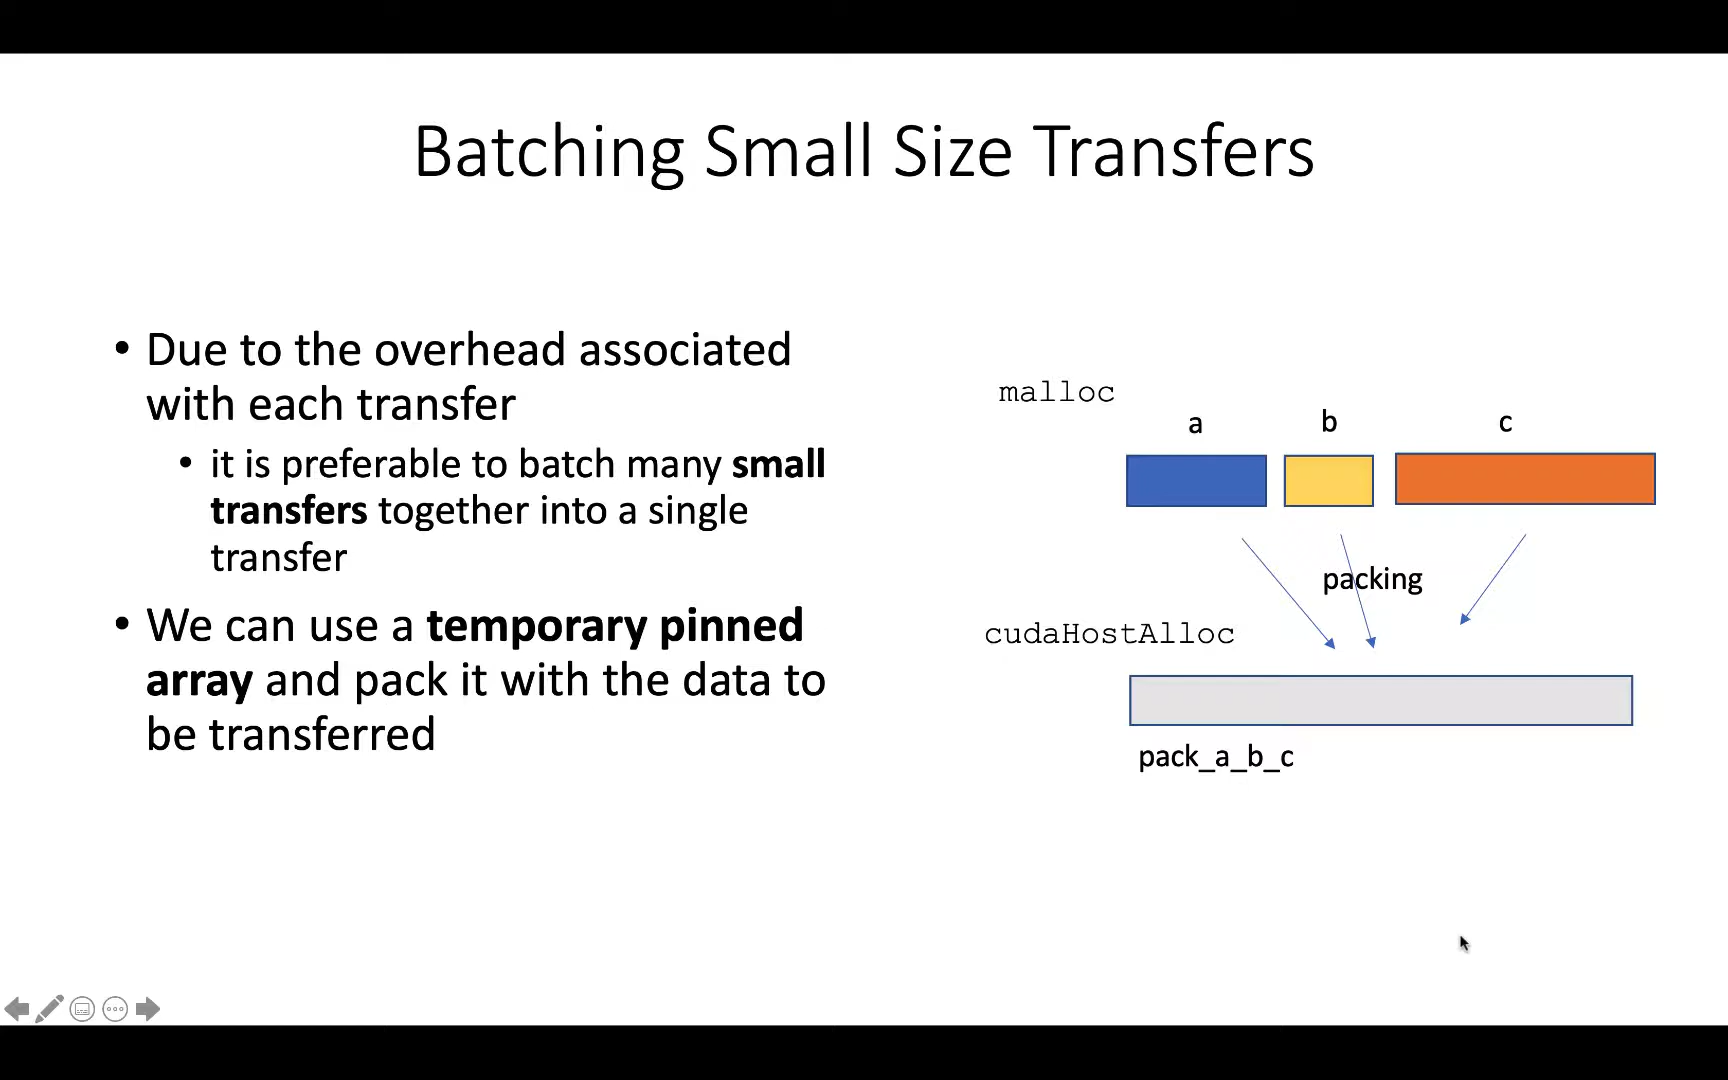 Batching Small Size Transfers
• Due to the overhead associated
with each transfer
• it is preferable to batch many small
transfers together into a single
transfer
• We can use a temporary pinned
array and pack it with the data to
be transferred
malloc
a b c
packing
cudaHostAlloc
pack_a_b_c